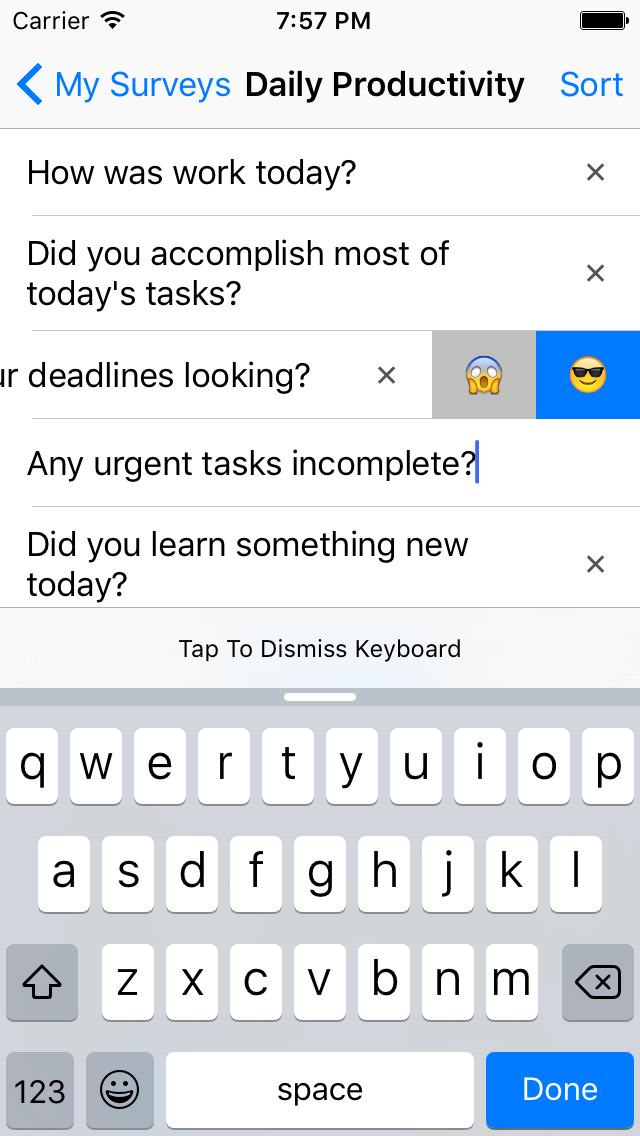 Carrier 7:57 PM
My Surveys Daily Productivity Sort
How was work today? ×
Did you accomplish most of
today's tasks? ×
ur deadlines looking? × 😱 😎
Any urgent tasks incomplete?
Did you learn something new
today? ×
Tap To Dismiss Keyboard
q w e r t y u i o p
a s d f g h j k l
z x c v b n m
123 space Done